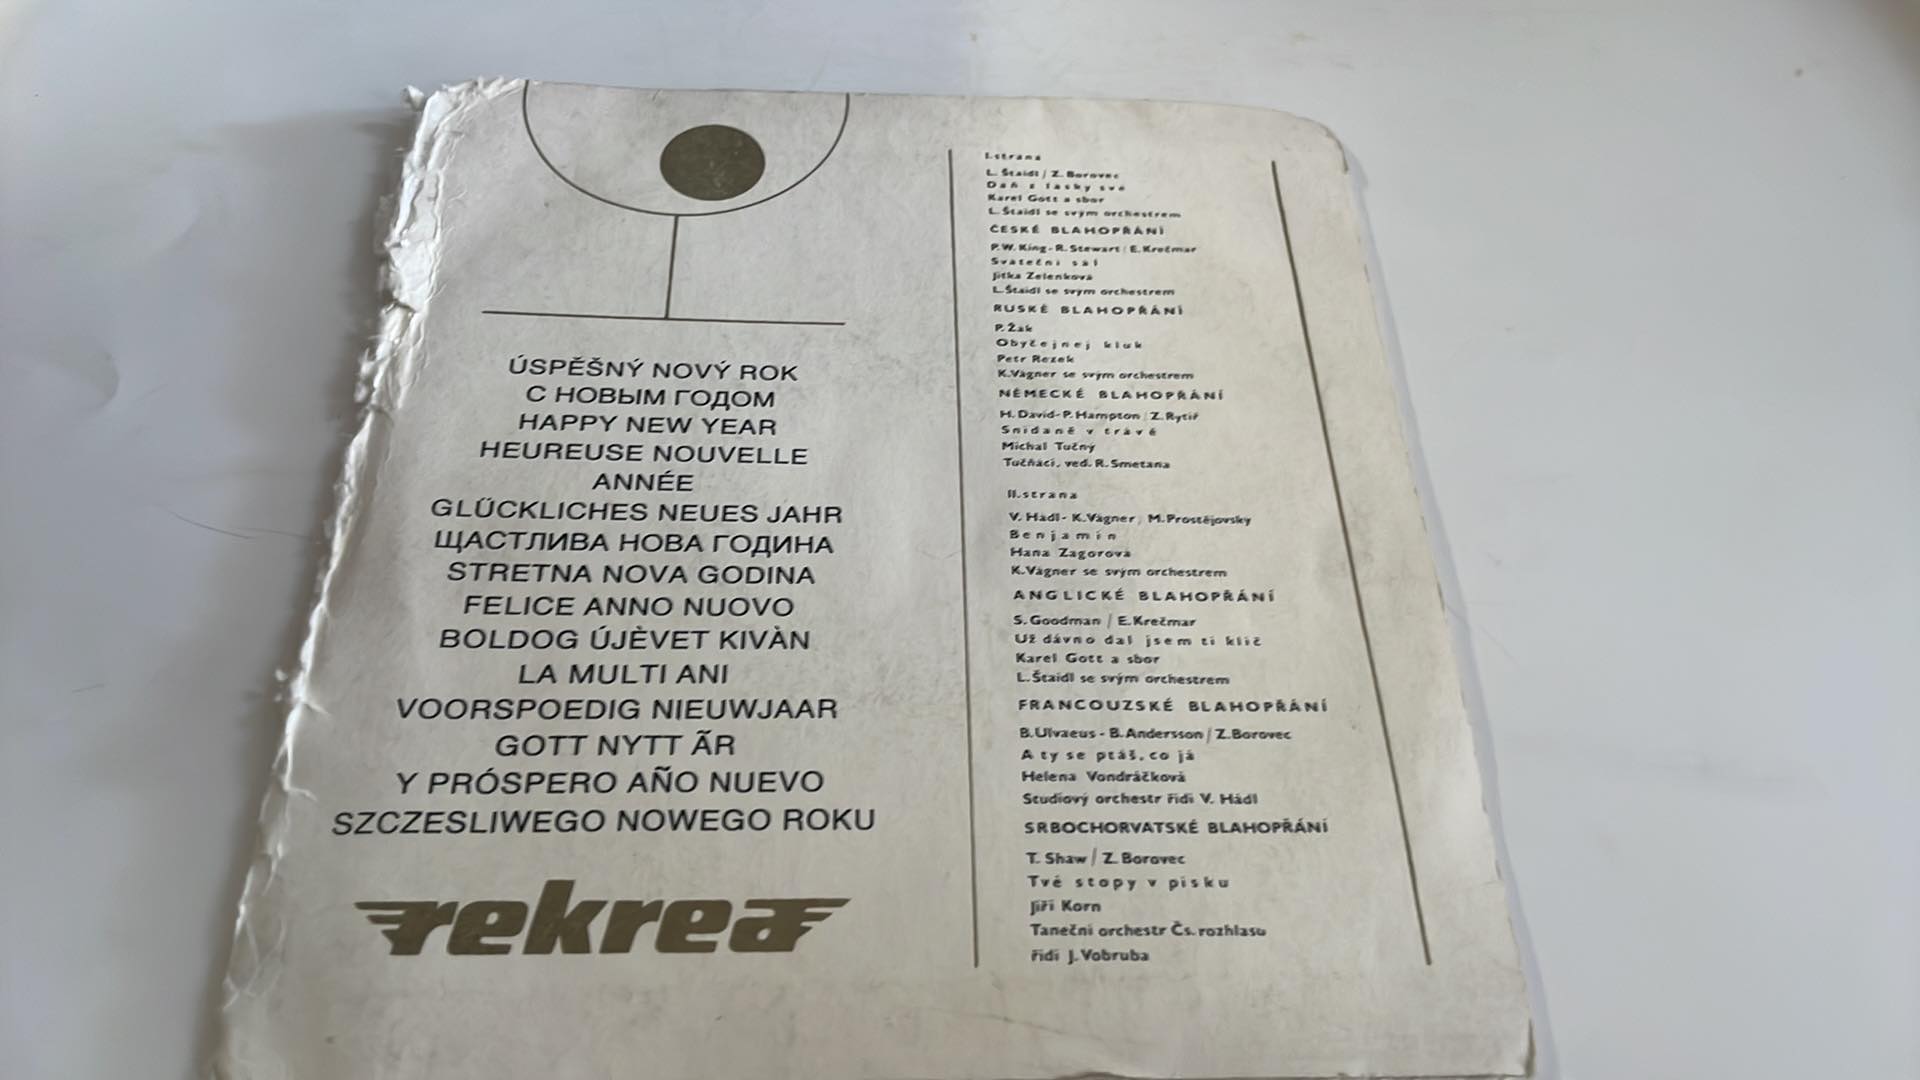 ÚSPĚŠNÝ NOVÝ ROK
С НОВЫМ ГОДОМ
HAPPY NEW YEAR
HEUREUSE NOUVELLE
ANNÉE
GLÜCKLICHES NEUES JAHR
ЩАСТЛИВА НОВА ГОДИНА
STRETNA NOVA GODINA
FELICE ANNO NUOVO
BOLDOG ÚJÈVET KIVÀN
LA MULTI ANI
VOORSPOEDIG NIEUWJAAR
GOTT NYTT ÃR
Y PRÓSPERO AÑO NUEVO
SZCZESLIWEGO NOWEGO ROKU
rekrea
I.strana
L. Štaidl / Z. Borovec
Daň z lásky své
Karel Gott a sbor
L. Štaidl se svým orchestrem
ČESKÉ BLAHOPŘÁNÍ
P.W. King - R. Stewart / E. Krečmar
Sváteční sál
Jitka Zelenková
L. Štaidl se svým orchestrem
RUSKÉ BLAHOPŘÁNÍ
P. Žák
Obyčejnej kluk
Petr Rezek
K. Vágner se svým orchestrem
NĚMECKÉ BLAHOPŘÁNÍ
H. David - P. Hampton / Z. Rytíř
Snídaně v trávě
Michal Tučný
Tučňáci, ved. R. Smetana
II.strana
V. Hádl - K. Vágner / M. Prostějovský
Benjamín
Hana Zagorová
K. Vágner se svým orchestrem
ANGLICKÉ BLAHOPŘÁNÍ
S. Goodman / E. Krečmar
Už dávno dal jsem ti klíč
Karel Gott a sbor
L. Štaidl se svým orchestrem
FRANCOUZSKÉ BLAHOPŘÁNÍ
B. Ulvaeus - B. Andersson / Z. Borovec
A ty se ptáš, co já
Helena Vondráčková
Studiový orchestr řídí V. Hádl
SRBOCHORVATSKÉ BLAHOPŘÁNÍ
T. Shaw / Z. Borovec
Tvé stopy v písku
Jiří Korn
Taneční orchestr Čs. rozhlasu
řídí J. Vobruba